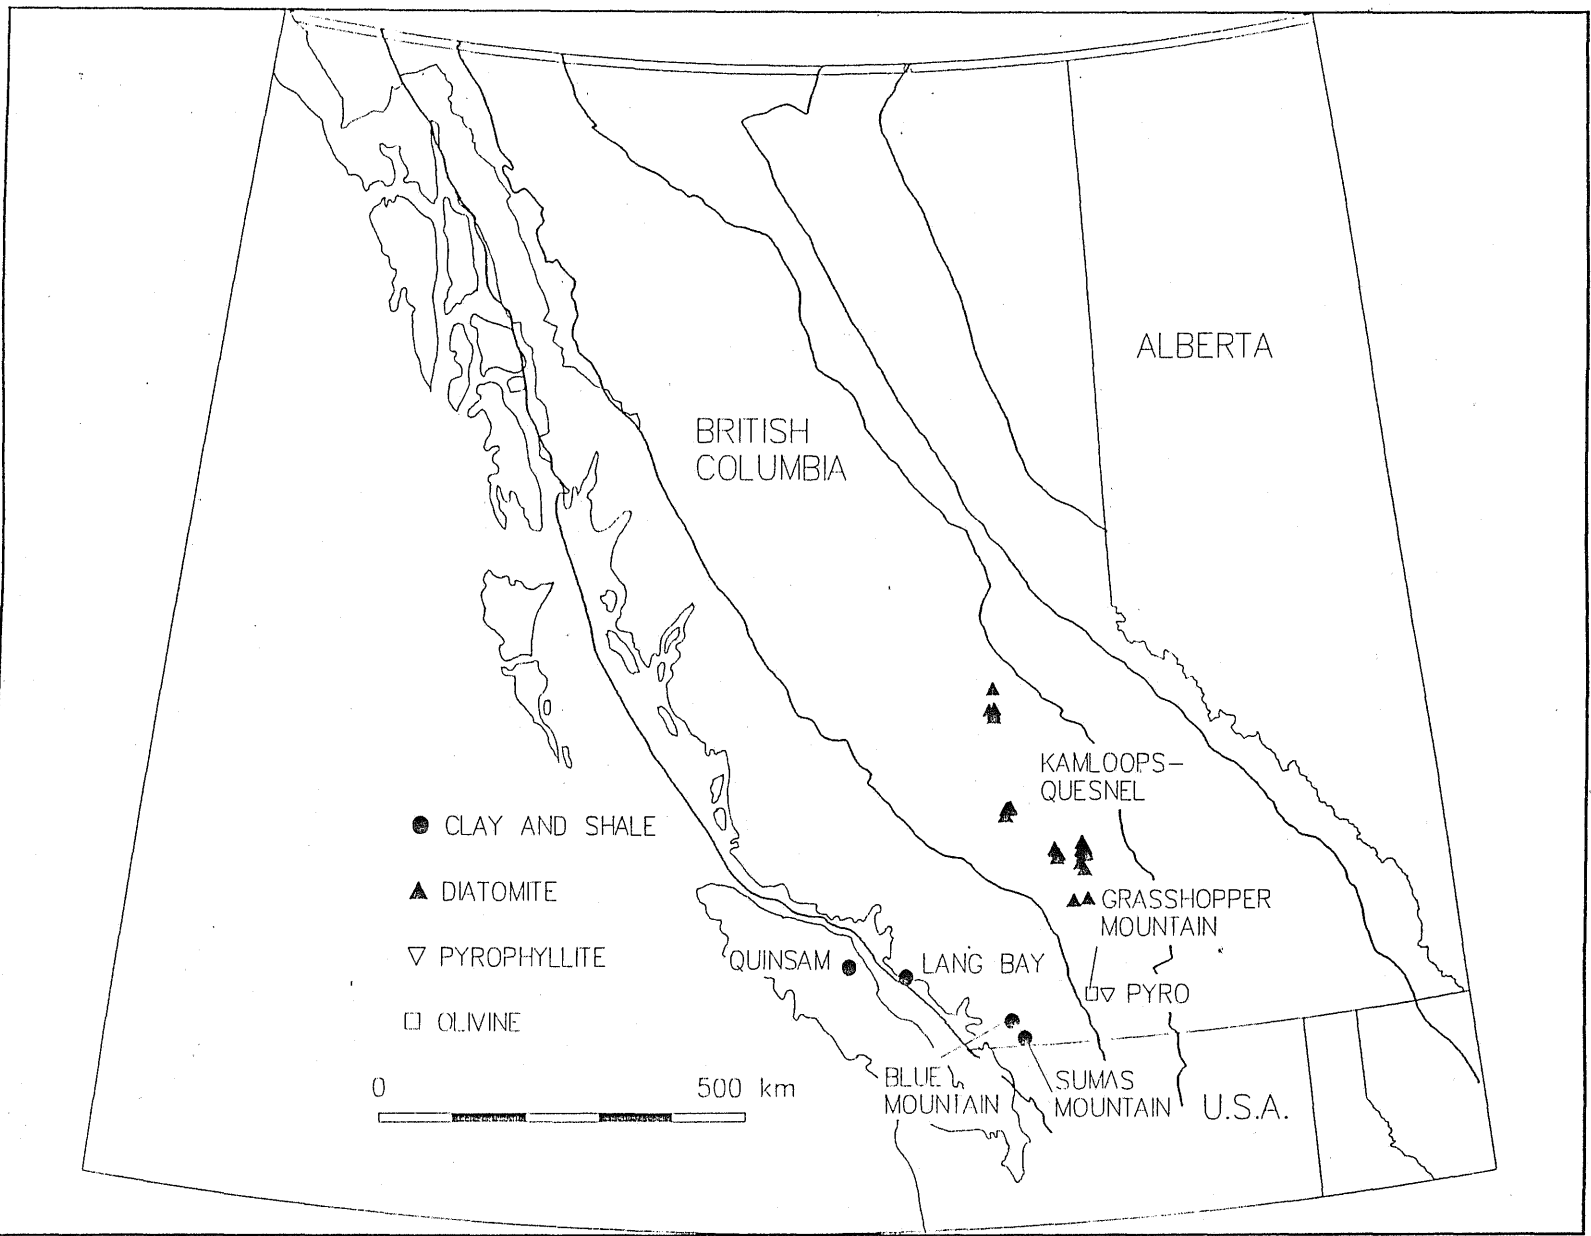 ALBERTA
BRITISH
COLUMBIA
KAMLOOPS-
QUESNEL
CLAY AND SHALE
DIATOMITE
GRASSHOPPER
MOUNTAIN
PYROPHYLLITE
QUINSAM
LANG BAY
PYRO
OLIVINE
0 500 km
BLUE
MOUNTAIN
SUMAS
MOUNTAIN
U.S.A.